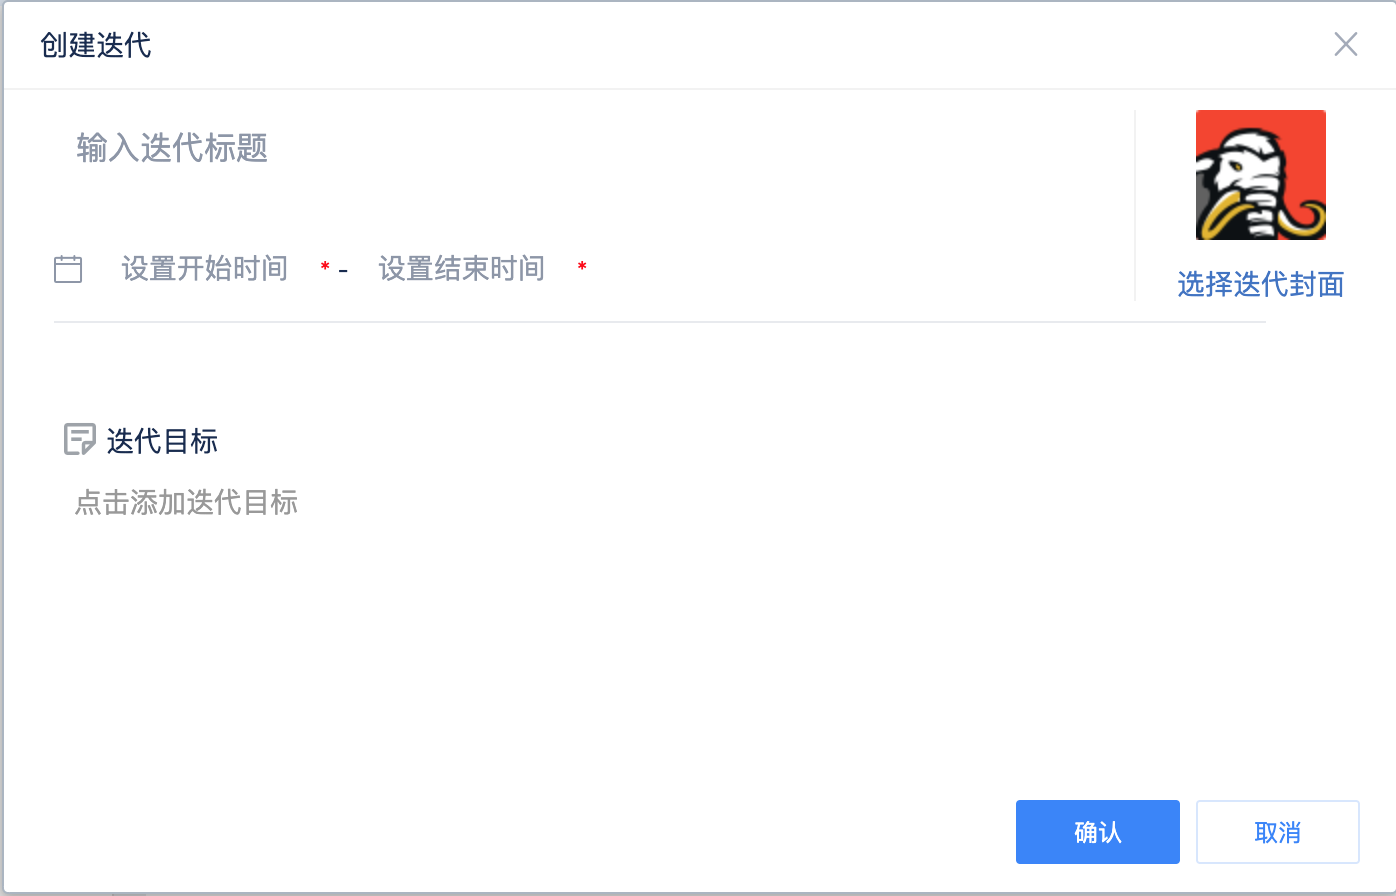 创建迭代
输入迭代标题
设置开始时间 * - 设置结束时间 *
选择迭代封面
迭代目标
点击添加迭代目标
确认 取消